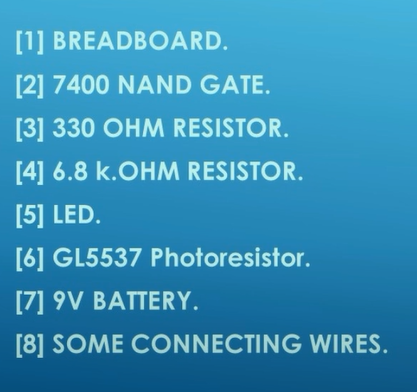 [1] BREADBOARD.
[2] 7400 NAND GATE.
[3] 330 OHM RESISTOR.
[4] 6.8 k.OHM RESISTOR.
[5] LED.
[6] GL5537 Photoresistor.
[7] 9V BATTERY.
[8] SOME CONNECTING WIRES.